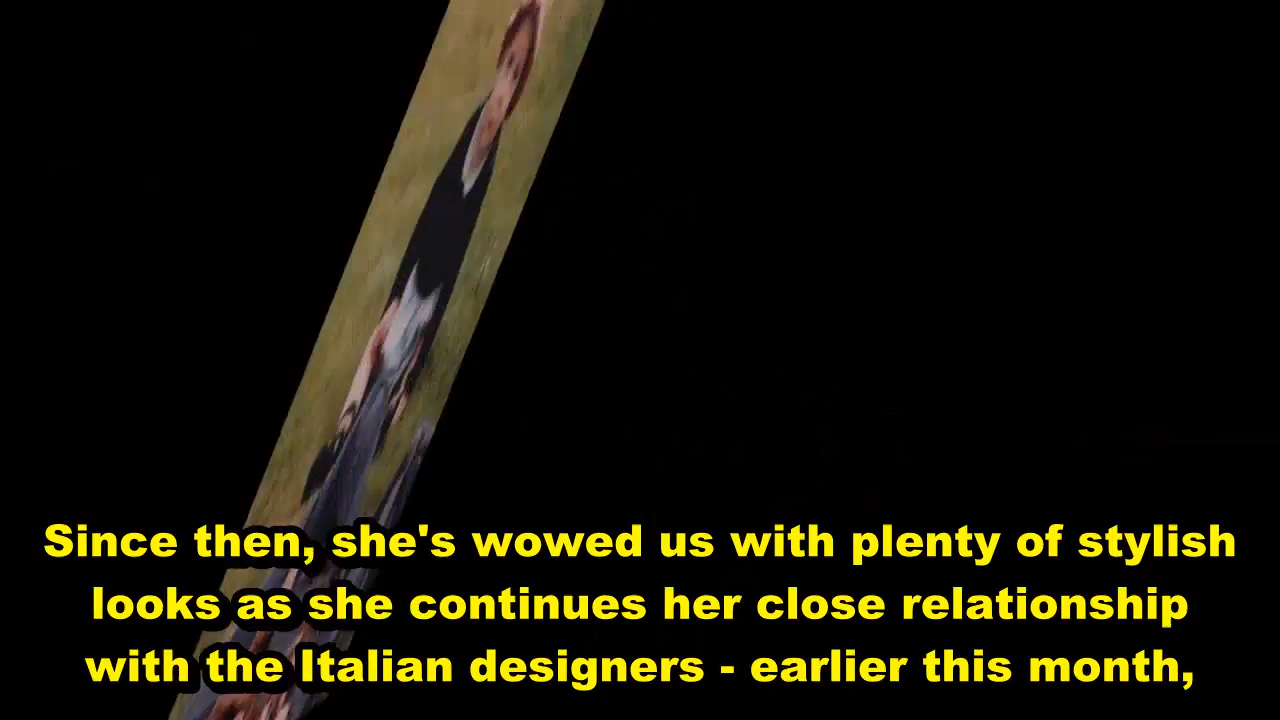 Since then, she's wowed us with plenty of stylish
looks as she continues her close relationship
with the Italian designers - earlier this month,